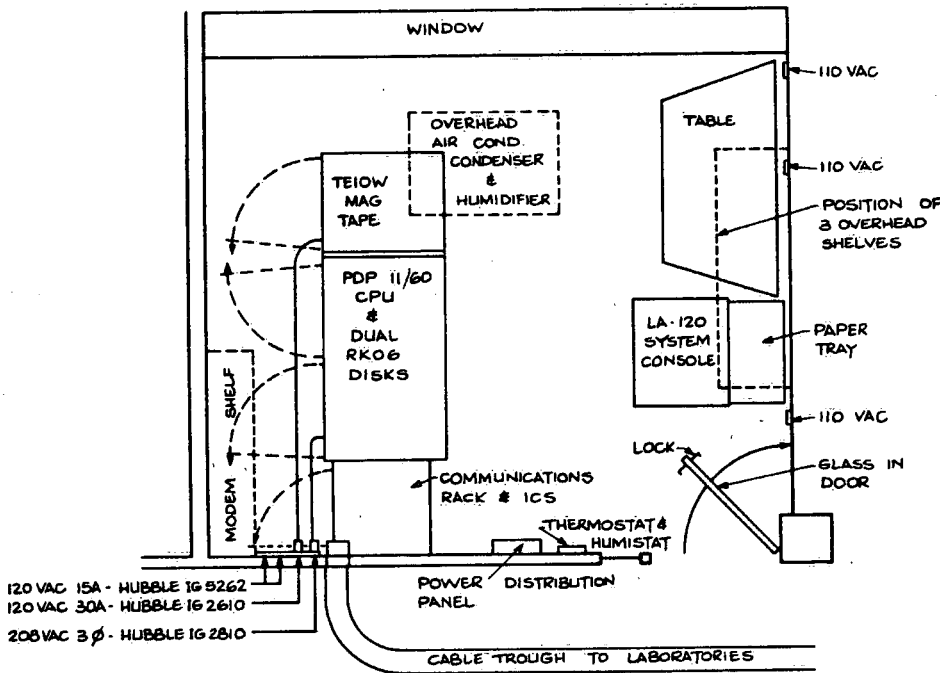 WINDOW
110 VAC
TABLE
OVERHEAD
AIR COND.
CONDENSER
&
HUMIDIFIER
TE10W
MAG
TAPE
110 VAC
POSITION OF
3 OVERHEAD
SHELVES
PDP 11/60
CPU
&
DUAL
RK06
DISKS
LA-120
SYSTEM
CONSOLE
PAPER
TRAY
MODEM SHELF
110 VAC
LOCK
GLASS IN
DOOR
COMMUNICATIONS
RACK & ICS
THERMOSTAT &
HUMISTAT
POWER DISTRIBUTION
PANEL
120 VAC 15A - HUBBLE IG 5262
120 VAC 30A - HUBBLE IG 2610
208 VAC 3 Ø - HUBBLE IG 2810
CABLE TROUGH TO LABORATORIES